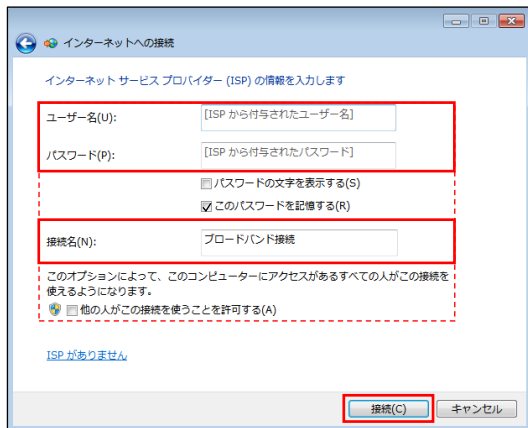 インターネットへの接続
インターネット サービス プロバイダー (ISP) の情報を入力します
ユーザー名(U):
[ISP から付与されたユーザー名]
パスワード(P):
[ISP から付与されたパスワード]
パスワードの文字を表示する(S)
このパスワードを記憶する(R)
接続名(N):
ブロードバンド接続
このオプションによって、このコンピューターにアクセスがあるすべての人がこの接続を
使えるようになります。
他の人がこの接続を使うことを許可する(A)
ISP がありません
接続(C)
キャンセル